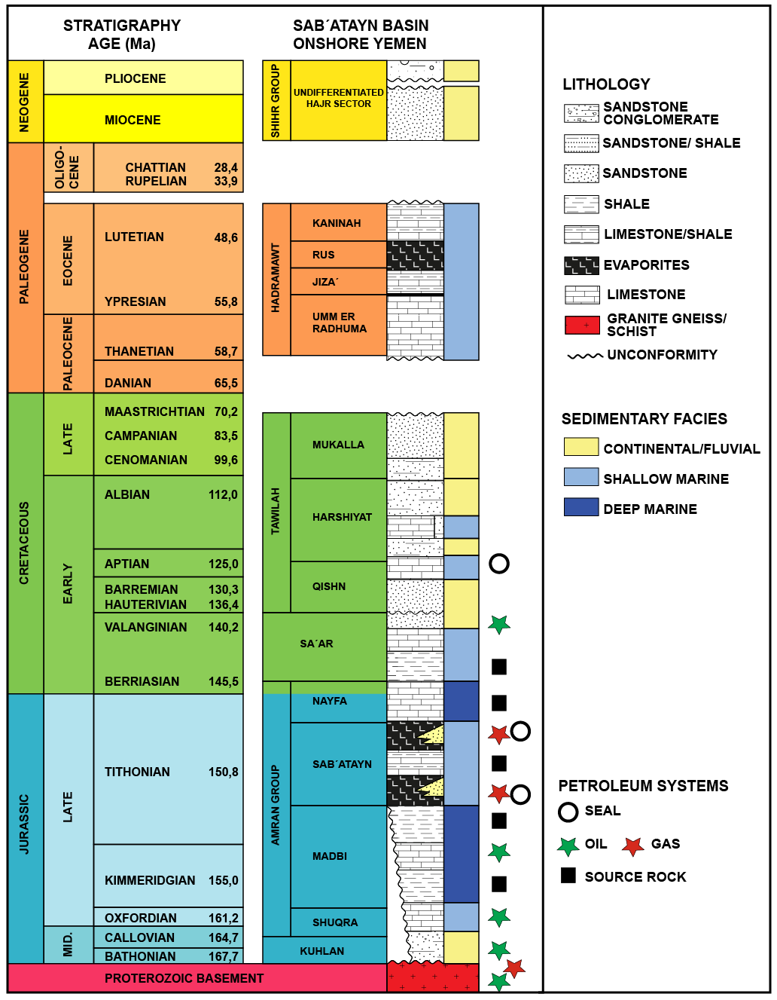 STRATIGRAPHY
AGE (Ma)
SAB´ATAYN BASIN
ONSHORE YEMEN
NEOGENE
PLIOCENE
MIOCENE
PALEOGENE
OLIGO-
CENE
CHATTIAN 28,4
RUPELIAN 33,9
EOCENE
LUTETIAN 48,6
YPRESIAN 55,8
PALEOCENE
THANETIAN 58,7
DANIAN 65,5
CRETACEOUS
LATE
MAASTRICHTIAN 70,2
CAMPANIAN 83,5
CENOMANIAN 99,6
EARLY
ALBIAN 112,0
APTIAN 125,0
BARREMIAN 130,3
HAUTERIVIAN 136,4
VALANGINIAN 140,2
BERRIASIAN 145,5
JURASSIC
LATE
TITHONIAN 150,8
KIMMERIDGIAN 155,0
OXFORDIAN 161,2
MID.
CALLOVIAN 164,7
BATHONIAN 167,7
PROTEROZOIC BASEMENT
SHIHR GROUP
UNDIFFERENTIATED
HAJR SECTOR
HADRAMAWT
KANINAH
RUS
JIZA´
UMM ER
RADHUMA
TAWILAH
MUKALLA
HARSHIYAT
QISHN
SA´AR
AMRAN GROUP
NAYFA
SAB´ATAYN
MADBI
SHUQRA
KUHLAN
LITHOLOGY
SANDSTONE
CONGLOMERATE
SANDSTONE/ SHALE
SANDSTONE
SHALE
LIMESTONE/SHALE
EVAPORITES
LIMESTONE
GRANITE GNEISS/
SCHIST
UNCONFORMITY
SEDIMENTARY FACIES
CONTINENTAL/FLUVIAL
SHALLOW MARINE
DEEP MARINE
PETROLEUM SYSTEMS
SEAL
OIL GAS
SOURCE ROCK